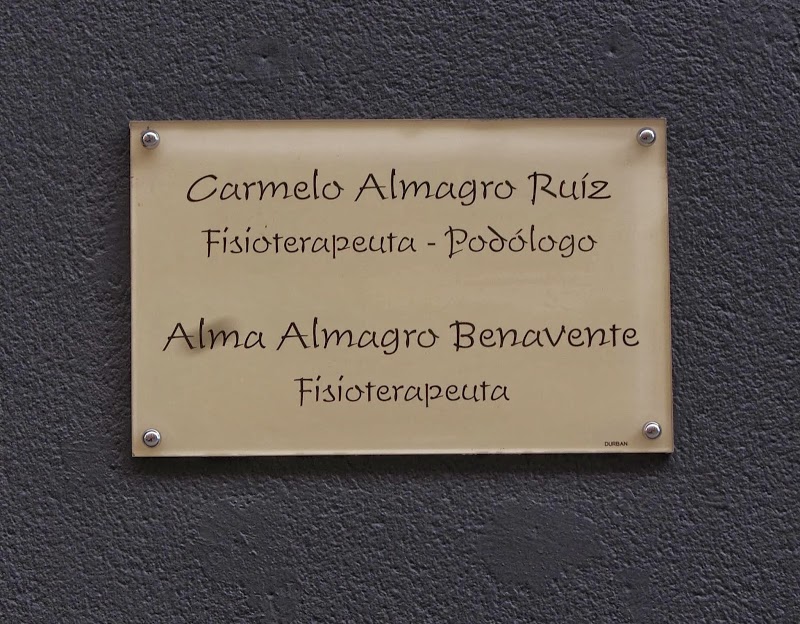 Carmelo Almagro Ruíz
Fisioterapeuta - Podólogo
Alma Almagro Benavente
Fisioterapeuta
DURBAN